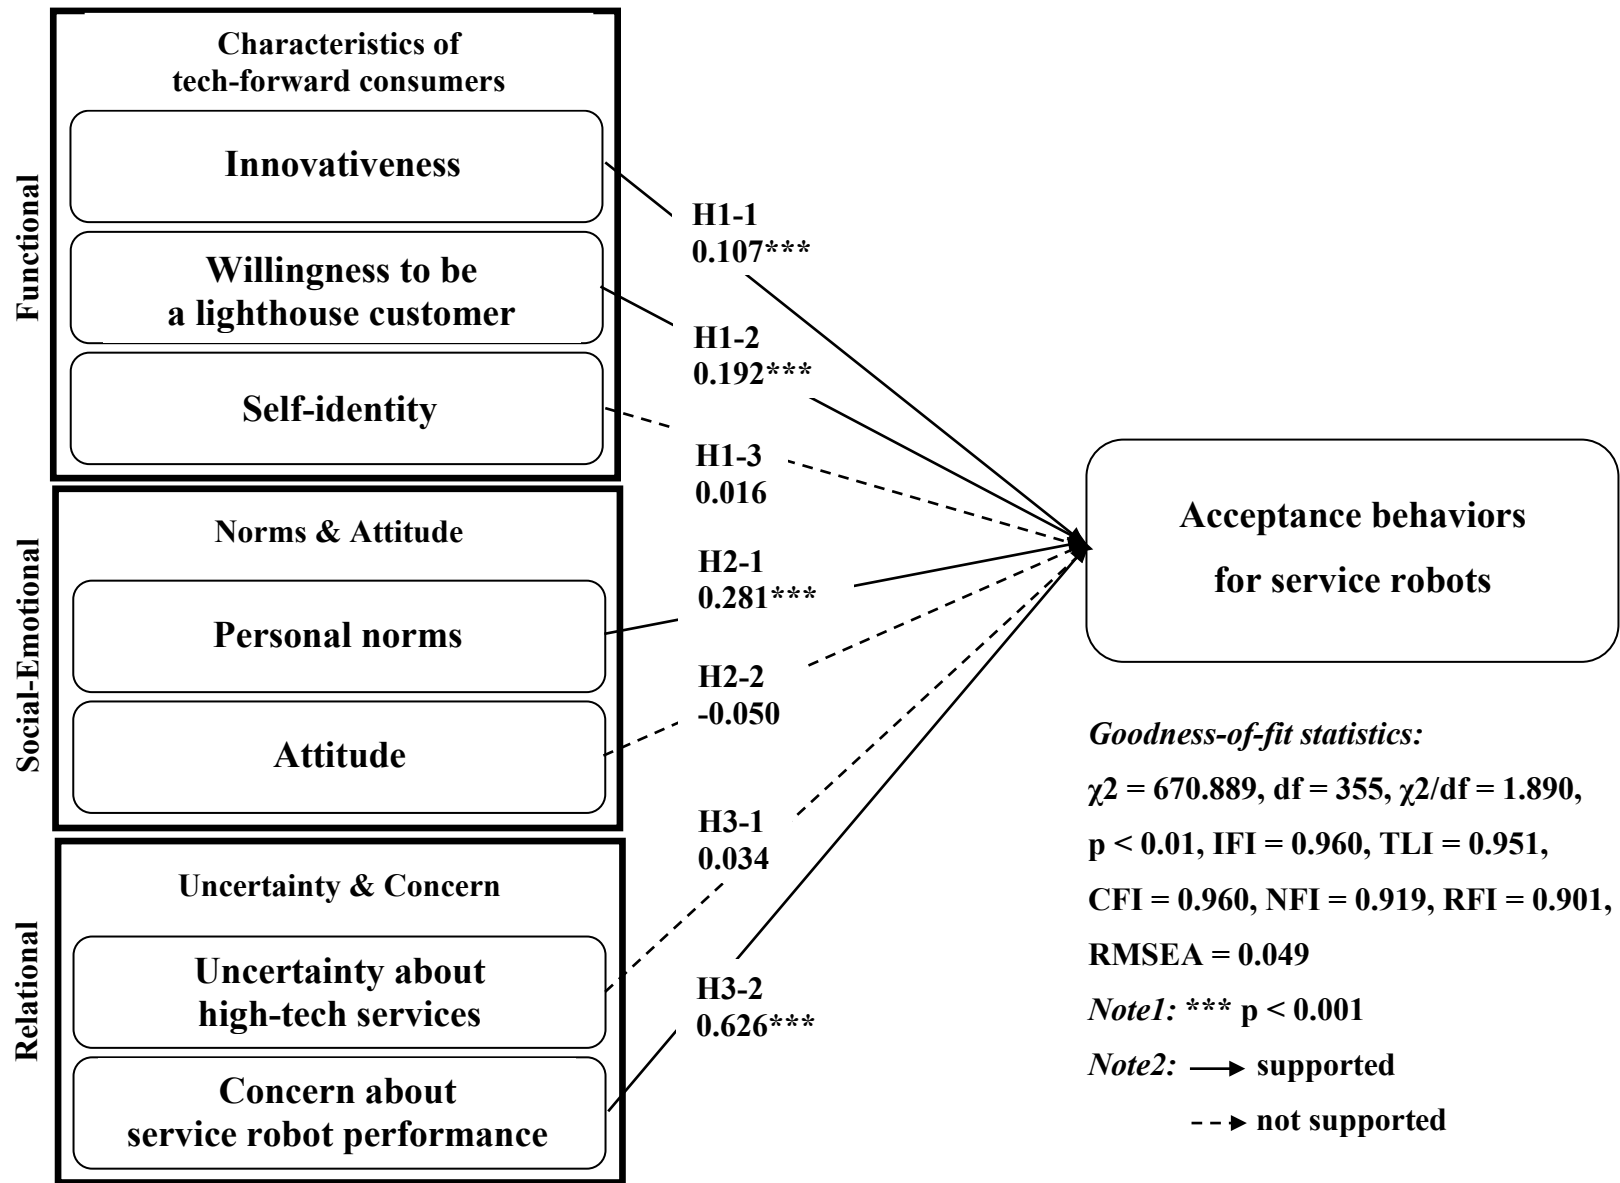 Functional
Characteristics of
tech-forward consumers
Innovativeness
Willingness to be
a lighthouse customer
Self-identity
Social-Emotional
Norms & Attitude
Personal norms
Attitude
Relational
Uncertainty & Concern
Uncertainty about
high-tech services
Concern about
service robot performance
H1-1
0.107***
H1-2
0.192***
H1-3
0.016
H2-1
0.281***
H2-2
-0.050
H3-1
0.034
H3-2
0.626***
Acceptance behaviors
for service robots
Goodness-of-fit statistics:
χ2 = 670.889, df = 355, χ2/df = 1.890,
p < 0.01, IFI = 0.960, TLI = 0.951,
CFI = 0.960, NFI = 0.919, RFI = 0.901,
RMSEA = 0.049
Note1: *** p < 0.001
Note2: supported
not supported